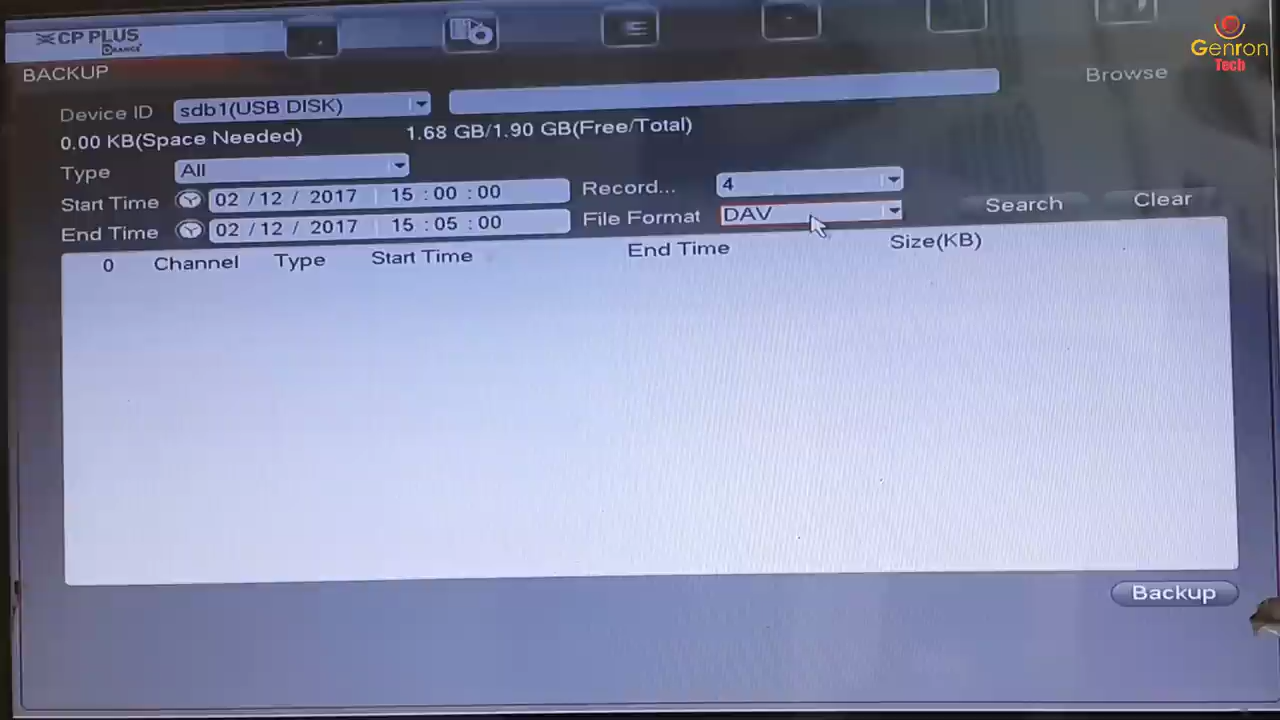 CP PLUS
ORANGE
Genron
Tech
BACKUP
Browse
Device ID sdb1(USB DISK)
0.00 KB(Space Needed) 1.68 GB/1.90 GB(Free/Total)
Type All
Start Time 02 / 12 / 2017 15 : 00 : 00 Record... 4
End Time 02 / 12 / 2017 15 : 05 : 00 File Format DAV Search Clear
0 Channel Type Start Time End Time Size(KB)
Backup